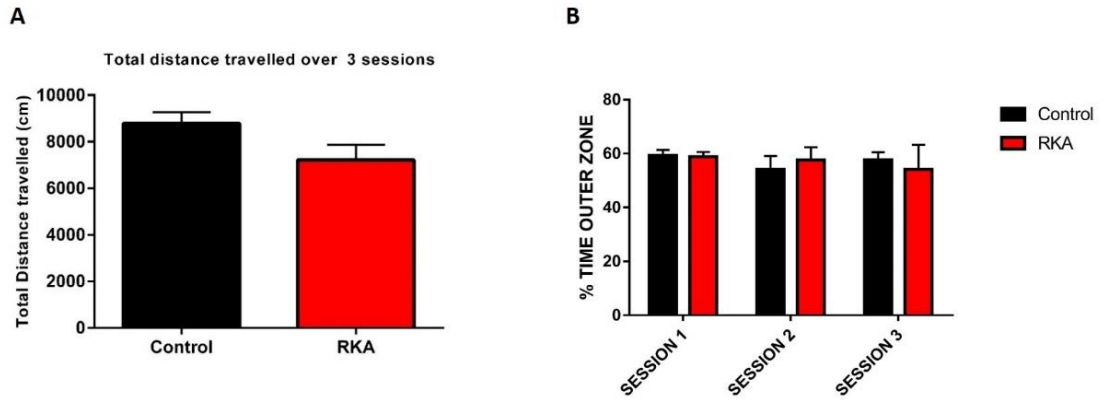 A
Total distance travelled over 3 sessions
Total Distance travelled (cm)
10000
8000
6000
4000
2000
0
Control
RKA
B
% TIME OUTER ZONE
80
60
40
20
0
SESSION 1
SESSION 2
SESSION 3
Control
RKA